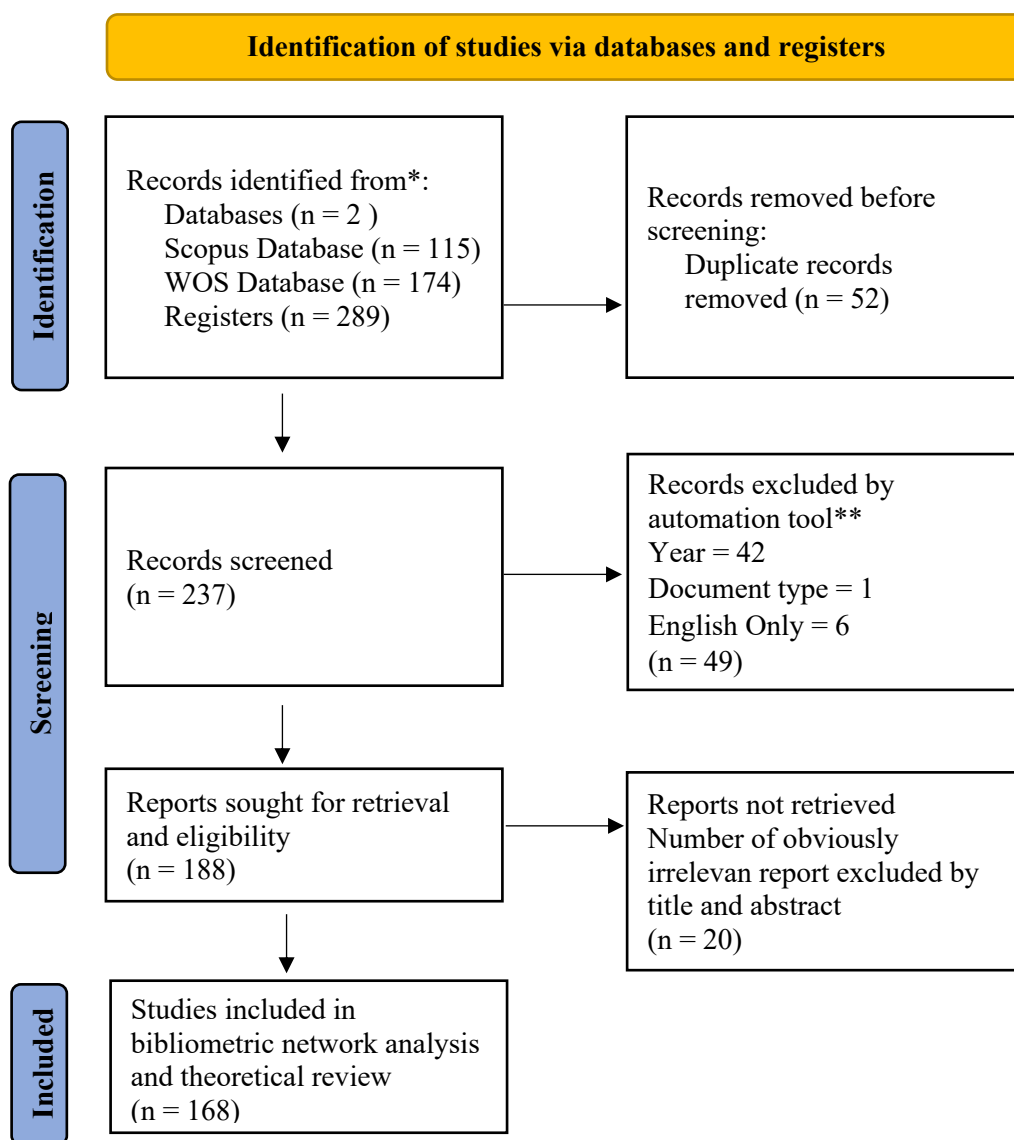 Identification of studies via databases and registers
Identification
Records identified from*:
Databases (n = 2 )
Scopus Database (n = 115)
WOS Database (n = 174)
Registers (n = 289)
Records removed before
screening:
Duplicate records
removed (n = 52)
Screening
Records screened
(n = 237)
Records excluded by
automation tool**
Year = 42
Document type = 1
English Only = 6
(n = 49)
Reports sought for retrieval
and eligibility
(n = 188)
Reports not retrieved
Number of obviously
irrelevan report excluded by
title and abstract
(n = 20)
Included
Studies included in
bibliometric network analysis
and theoretical review
(n = 168)